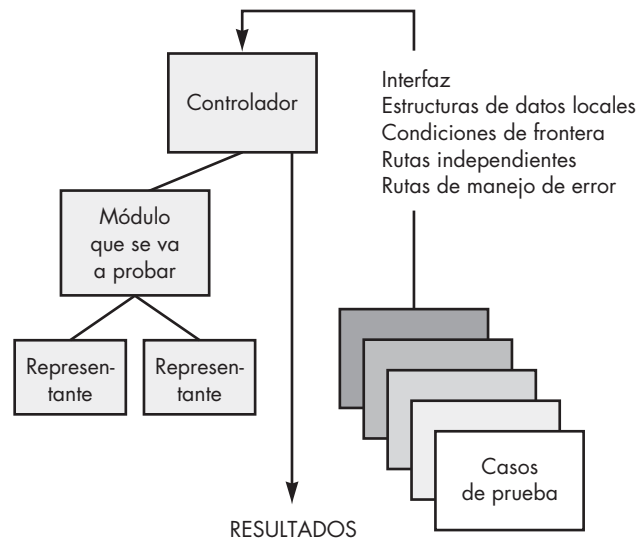 Controlador
Interfaz
Estructuras de datos locales
Condiciones de frontera
Rutas independientes
Rutas de manejo de error
Módulo
que se va
a probar
Represen-
tante
Represen-
tante
Casos
de prueba
RESULTADOS